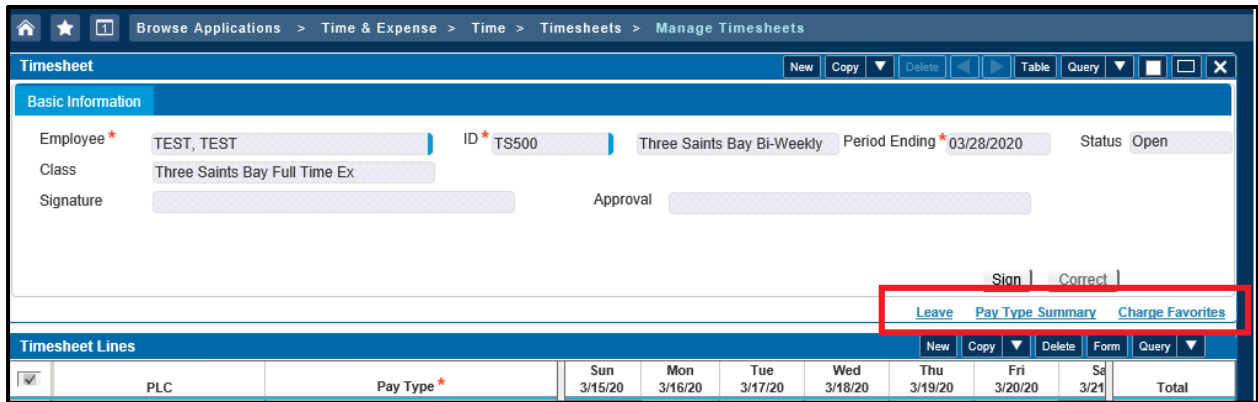 1 Browse Applications > Time & Expense > Time > Timesheets > Manage Timesheets
Timesheet New Copy Delete Table Query
Basic Information
Employee * TEST, TEST ID * TS500 Three Saints Bay Bi-Weekly Period Ending * 03/28/2020 Status Open
Class Three Saints Bay Full Time Ex
Signature Approval
Sign Correct
Leave Pay Type Summary Charge Favorites
Timesheet Lines New Copy Delete Form Query
Sun Mon Tue Wed Thu Fri Sa
PLC Pay Type * 3/15/20 3/16/20 3/17/20 3/18/20 3/19/20 3/20/20 3/21 Total